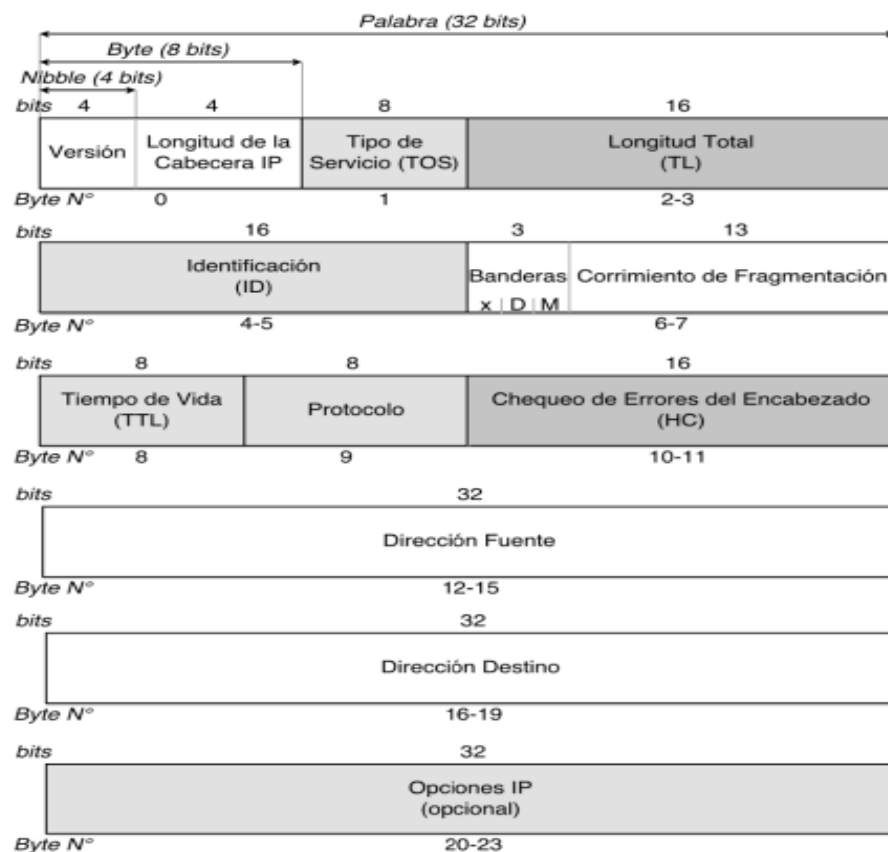 Palabra (32 bits)
Byte (8 bits)
Nibble (4 bits)
bits 4 4 8 16
Versión Longitud de la Cabecera IP Tipo de Servicio (TOS) Longitud Total (TL)
Byte N° 0 1 2-3
bits 16 3 13
Identificación (ID) Banderas x D M Corrimiento de Fragmentación
Byte N° 4-5 6-7
bits 8 8 16
Tiempo de Vida (TTL) Protocolo Chequeo de Errores del Encabezado (HC)
Byte N° 8 9 10-11
bits 32
Dirección Fuente
Byte N° 12-15
bits 32
Dirección Destino
Byte N° 16-19
bits 32
Opciones IP
(opcional)
Byte N° 20-23